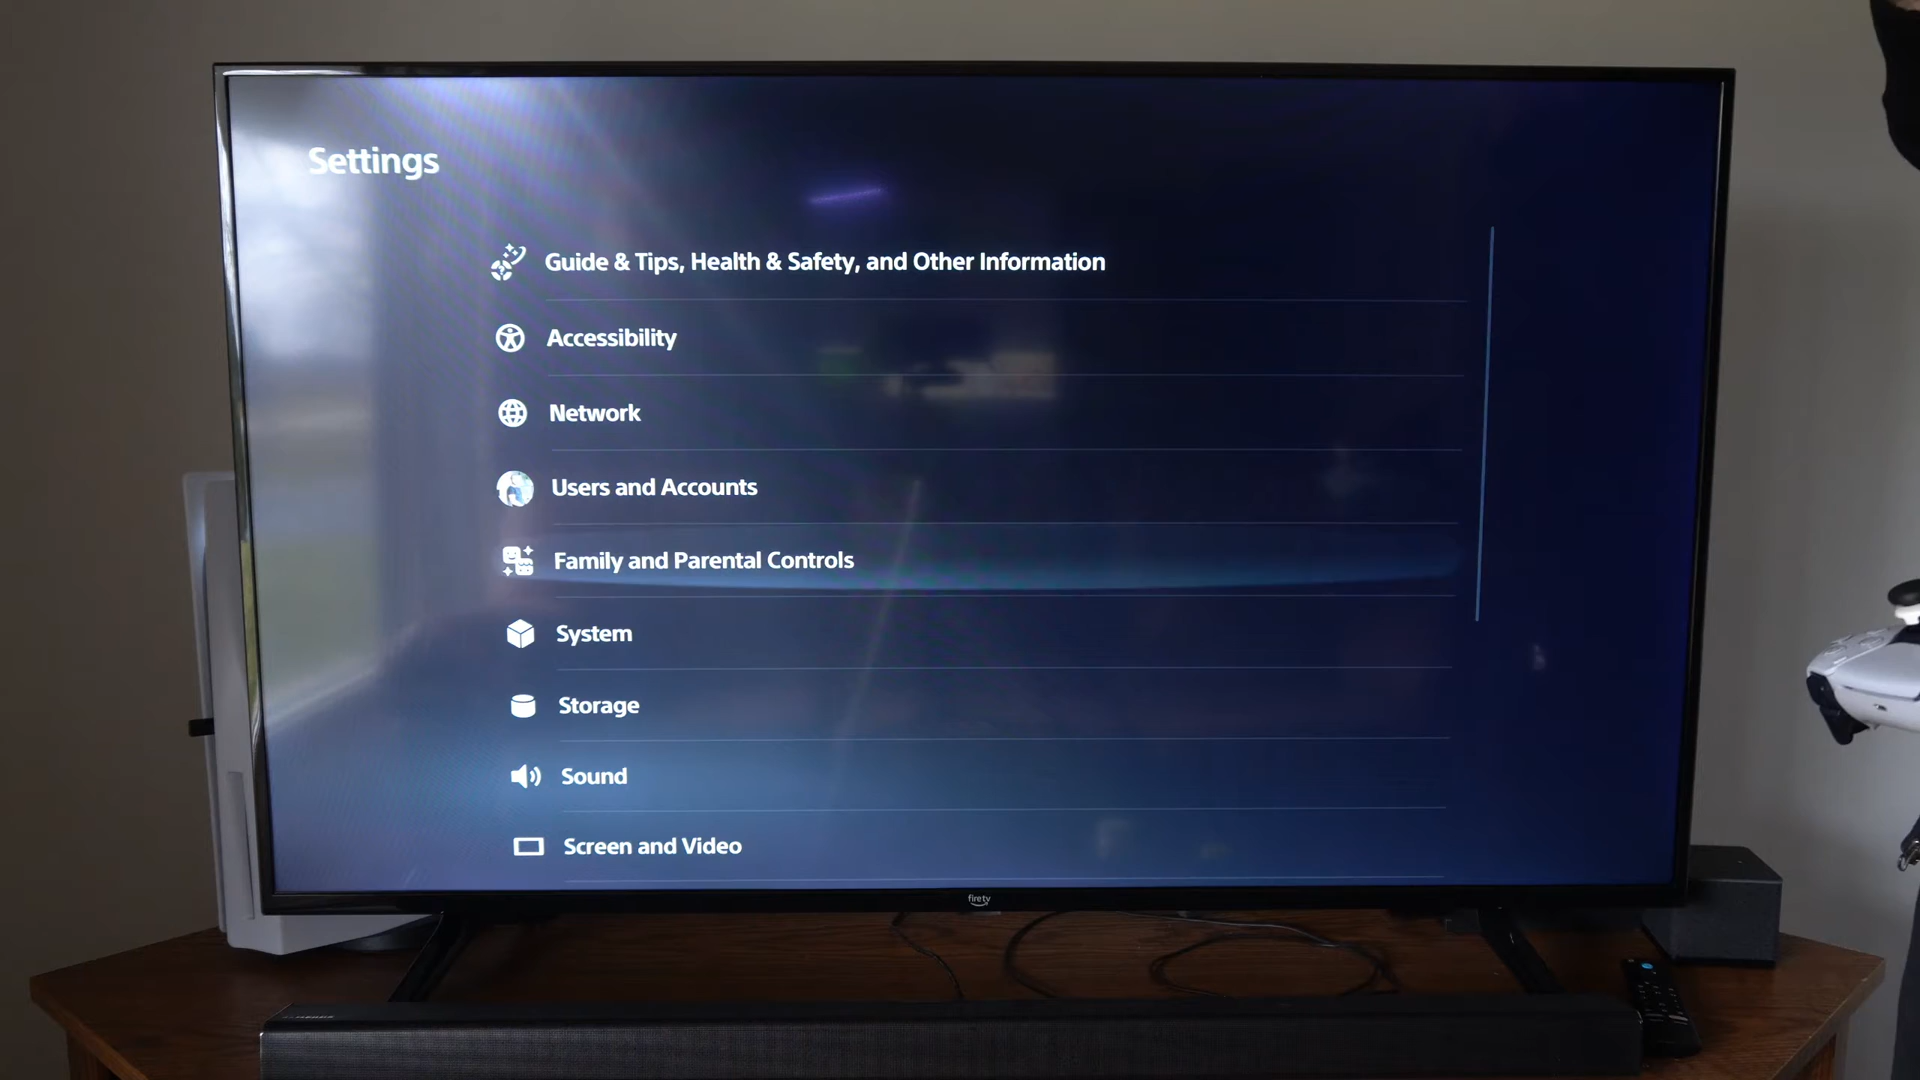 Settings
Guide & Tips, Health & Safety, and Other Information
Accessibility
Network
Users and Accounts
Family and Parental Controls
System
Storage
Sound
Screen and Video
firetv